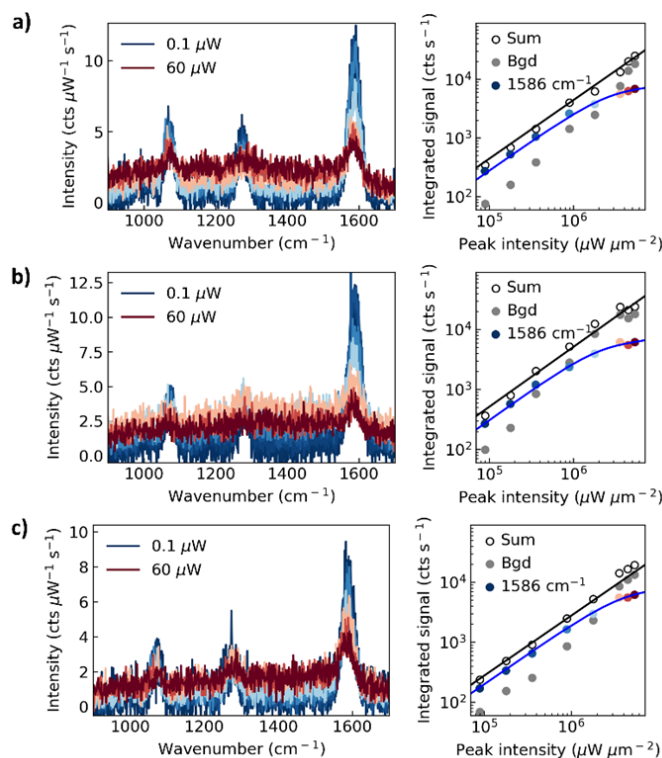 a)
Intensity (cts μW⁻¹ s⁻¹)
10
5
0
0.1 μW
60 μW
1000 1200 1400 1600
Wavenumber (cm⁻¹)
Integrated signal (cts s⁻¹)
10⁴
10³
10²
Sum
Bgd
1586 cm⁻¹
10⁵ 10⁶
Peak intensity (μW μm⁻²)
b)
Intensity (cts μW⁻¹ s⁻¹)
12.5
10.0
7.5
5.0
2.5
0.0
0.1 μW
60 μW
1000 1200 1400 1600
Wavenumber (cm⁻¹)
Integrated signal (cts s⁻¹)
10⁴
10³
10²
Sum
Bgd
1586 cm⁻¹
10⁵ 10⁶
Peak intensity (μW μm⁻²)
c)
Intensity (cts μW⁻¹ s⁻¹)
10
8
6
4
2
0
0.1 μW
60 μW
1000 1200 1400 1600
Wavenumber (cm⁻¹)
Integrated signal (cts s⁻¹)
10⁵
10⁴
10³
10²
Sum
Bgd
1586 cm⁻¹
10⁵ 10⁶
Peak intensity (μW μm⁻²)